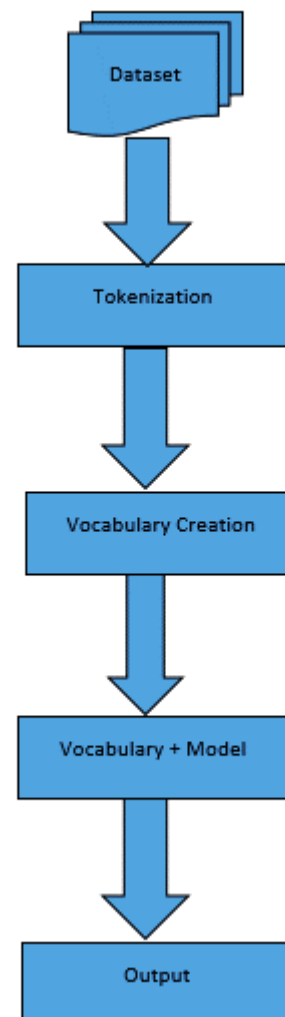 Dataset
Tokenization
Vocabulary Creation
Vocabulary + Model
Output